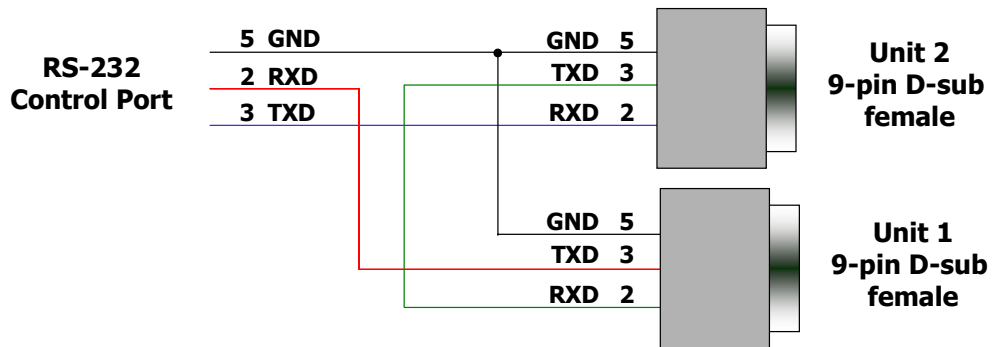 RS-232
Control Port
5 GND
2 RXD
3 TXD
GND 5
TXD 3
RXD 2
Unit 2
9-pin D-sub
female
GND 5
TXD 3
RXD 2
Unit 1
9-pin D-sub
female